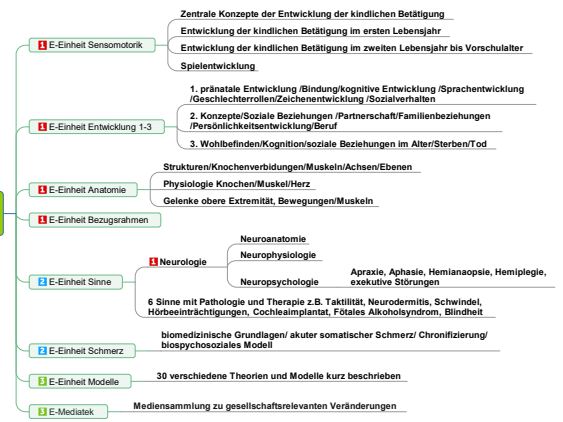 Zentrale Konzepte der Entwicklung der kindlichen Betätigung
Entwicklung der kindlichen Betätigung im ersten Lebensjahr
1 E-Einheit Sensomotorik
Entwicklung der kindlichen Betätigung im zweiten Lebensjahr bis Vorschulalter
Spielentwicklung
1. pränatale Entwicklung /Bindung/kognitive Entwicklung /Sprachentwicklung
/Geschlechterrollen/Zeichenentwicklung /Sozialverhalten
1 E-Einheit Entwicklung 1-3
2. Konzepte/Soziale Beziehungen /Partnerschaft/Familienbeziehungen
/Persönlichkeitsentwicklung/Beruf
3. Wohlbefinden/Kognition/soziale Beziehungen im Alter/Sterben/Tod
Strukturen/Knochenverbidungen/Muskeln/Achsen/Ebenen
1 E-Einheit Anatomie
Physiologie Knochen/Muskel/Herz
Gelenke obere Extremität, Bewegungen/Muskeln
1 E-Einheit Bezugsrahmen
Neuroanatomie
1 Neurologie
Neurophysiologie
Neuropsychologie
Apraxie, Aphasie, Hemianaopsie, Hemiplegie,
exekutive Störungen
2 E-Einheit Sinne
6 Sinne mit Pathologie und Therapie z.B. Taktilität, Neurodermitis, Schwindel,
Hörbeeinträchtigungen, Cochleaimplantat, Fötales Alkoholsyndrom, Blindheit
2 E-Einheit Schmerz
biomedizinische Grundlagen/ akuter somatischer Schmerz/ Chronifizierung/
biospychosoziales Modell
3 E-Einheit Modelle
30 verschiedene Theorien und Modelle kurz beschrieben
3 E-Mediatek
Mediensammlung zu gesellschaftsrelevanten Veränderungen